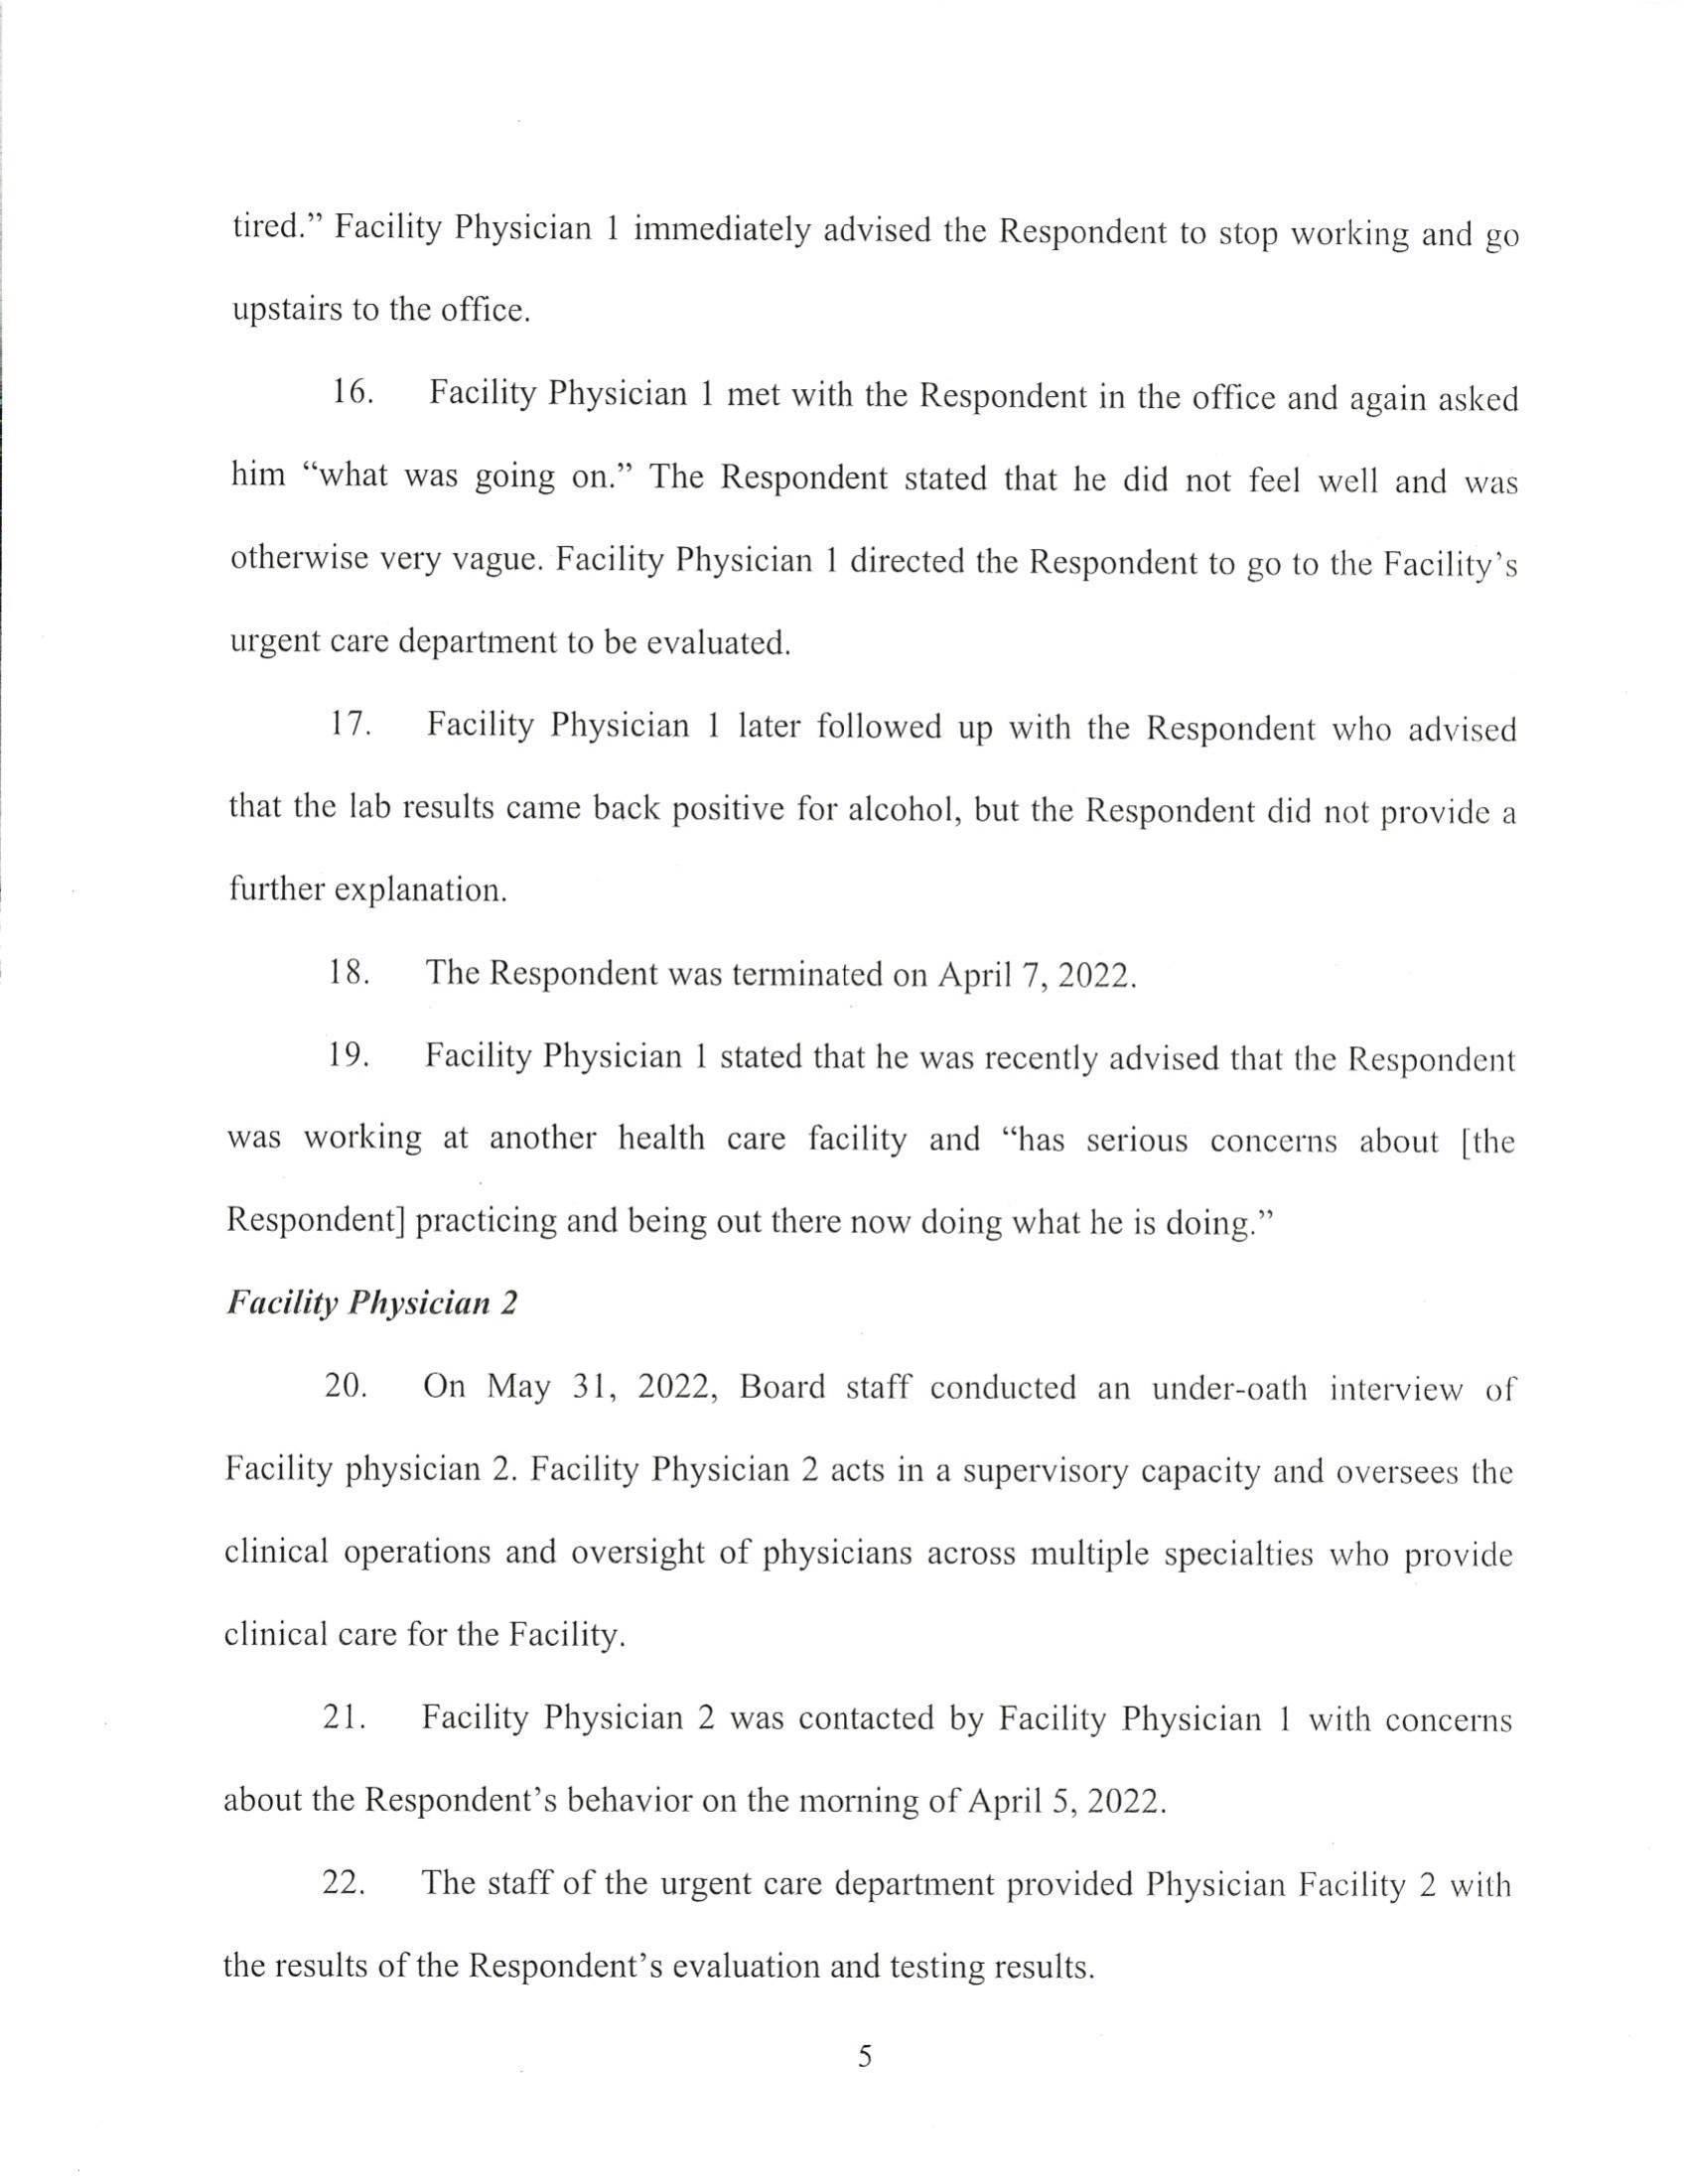 tired.” Facility Physician 1 immediately advised the Respondent to stop working and go
upstairs to the office.
16. Facility Physician 1 met with the Respondent in the office and again asked
him “what was going on.” The Respondent stated that he did not feel well and was
otherwise very vague. Facility Physician 1 directed the Respondent to go to the Facility’s
urgent care department to be evaluated.
17. Facility Physician 1 later followed up with the Respondent who advised
that the lab results came back positive for alcohol, but the Respondent did not provide a
further explanation.
18. The Respondent was terminated on April 7, 2022.
19. Facility Physician 1 stated that he was recently advised that the Respondent
was working at another health care facility and “has serious concerns about [the
Respondent] practicing and being out there now doing what he is doing.”
Facility Physician 2
20. On May 31, 2022, Board staff conducted an under-oath interview of
Facility physician 2. Facility Physician 2 acts in a supervisory capacity and oversees the
clinical operations and oversight of physicians across multiple specialties who provide
clinical care for the Facility.
21. Facility Physician 2 was contacted by Facility Physician 1 with concerns
about the Respondent’s behavior on the morning of April 5, 2022.
22. The staff of the urgent care department provided Physician Facility 2 with
the results of the Respondent’s evaluation and testing results.
5